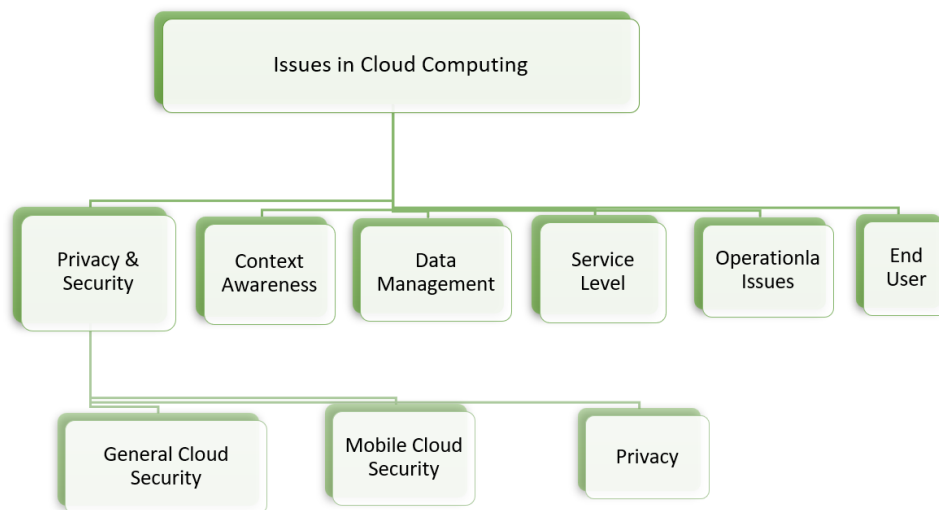 Issues in Cloud Computing
Privacy &
Security
Context
Awareness
Data
Management
Service
Level
Operationla
Issues
End
User
General Cloud
Security
Mobile Cloud
Security
Privacy